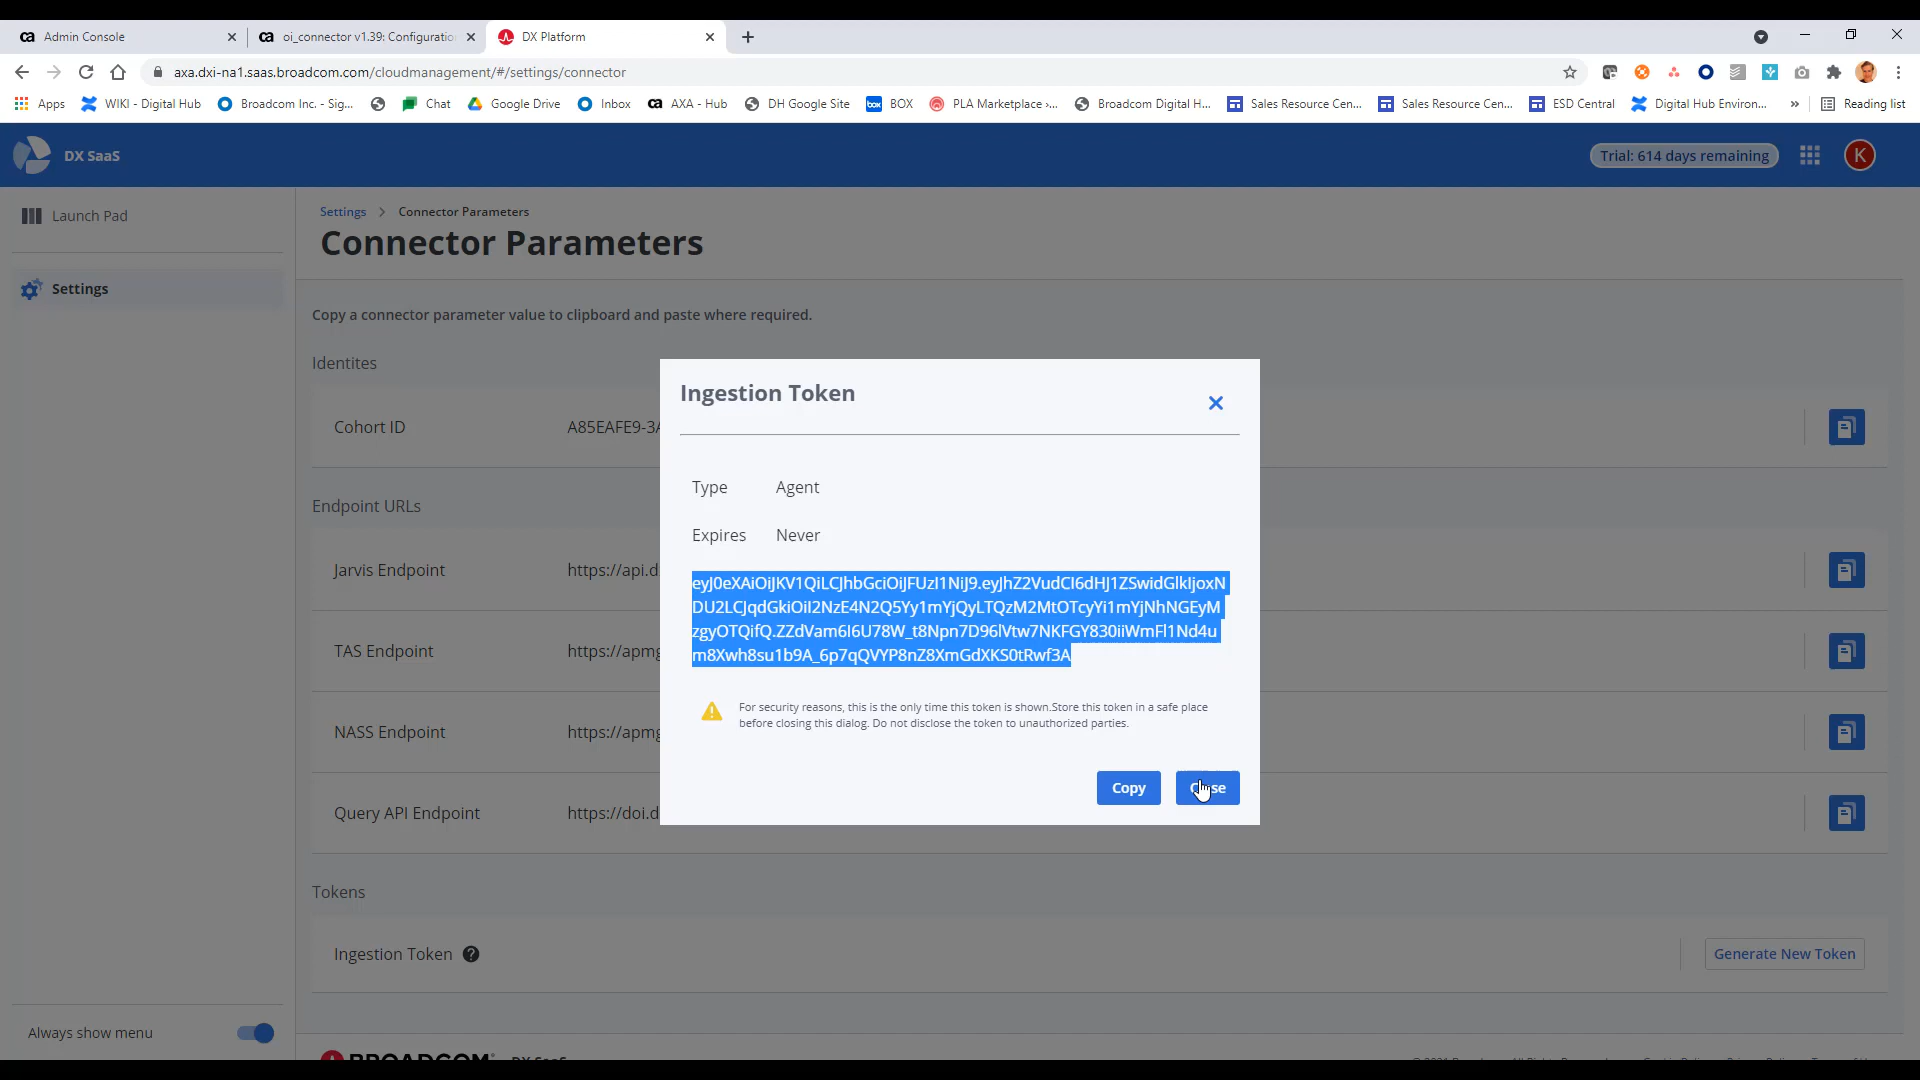 Admin Console
oi_connector v1.39: Configuratio
DX Platform
axa.dxi-na1.saas.broadcom.com/cloudmanagement/#/settings/connector
Apps
WIKI - Digital Hub
Broadcom Inc. - Sig...
Chat
Google Drive
Inbox
AXA - Hub
DH Google Site
BOX
PLA Marketplace >...
Broadcom Digital H...
Sales Resource Cen...
Sales Resource Cen...
ESD Central
Digital Hub Environ...
Reading list
DX SaaS
Trial: 614 days remaining
K
Launch Pad
Settings
Settings > Connector Parameters
Connector Parameters
Copy a connector parameter value to clipboard and paste where required.
Identites
Cohort ID
A85EAFE9-3A
Endpoint URLs
Jarvis Endpoint
https://api.d
TAS Endpoint
https://apmg
NASS Endpoint
https://apmg
Query API Endpoint
https://doi.d
Tokens
Ingestion Token
Generate New Token
Always show menu
Ingestion Token
Type Agent
Expires Never
eyJ0eXAiOiJKV1QiLCJhbGciOiJFUzI1NiJ9.eyJhZ2VudCI6dHJ1ZSwidGlkIjoxN
DU2LCJqdGkiOiI2NzE4N2Q5Yy1mYjQyLTQzM2MtOTcyYi1mYjNhNGEyM
zgyOTQifQ.ZZdVam6I6U78W_t8Npn7D96lVtw7NKFGY830iiWmFl1Nd4u
m8Xwh8su1b9A_6p7qQVYP8nZ8XmGdXKS0tRwf3A
For security reasons, this is the only time this token is shown.Store this token in a safe place
before closing this dialog. Do not disclose the token to unauthorized parties.
Copy
Close
BROADCOM
DX SaaS